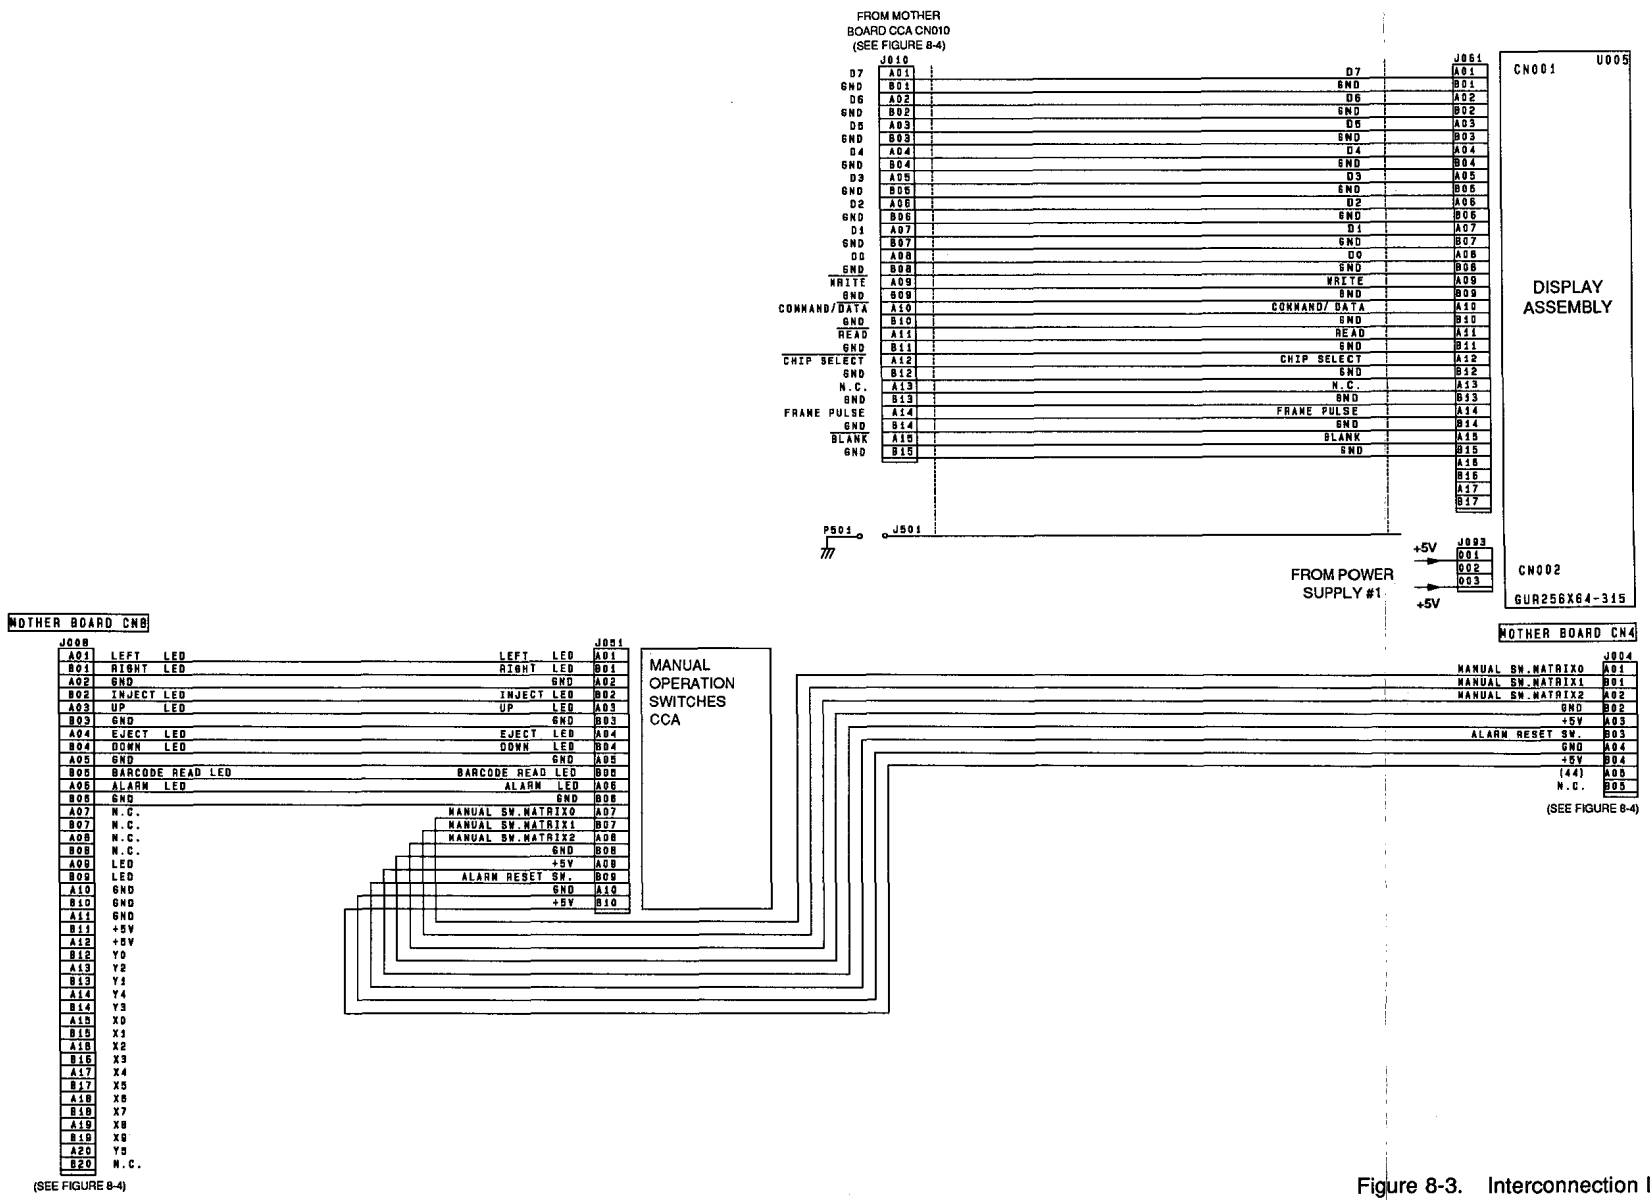 FROM MOTHER
BOARD CCA CN010
(SEE FIGURE 8-4)
J010
D7 A01
GND B01
D6 A02
GND B02
D5 A03
GND B03
D4 A04
GND B04
D3 A05
GND B05
D2 A06
GND B06
D1 A07
GND B07
D0 A08
GND B08
WRITE A09
GND B09
COMMAND/DATA A10
GND B10
READ A11
GND B11
CHIP SELECT A12
GND B12
N.C. A13
GND B13
FRAME PULSE A14
GND B14
BLANK A15
GND B15
J061
D7 A01
GND B01
D6 A02
GND B02
D5 A03
GND B03
D4 A04
GND B04
D3 A05
GND B05
D2 A06
GND B06
D1 A07
GND B07
D0 A08
GND B08
WRITE A09
GND B09
COMMAND/ DATA A10
GND B10
READ A11
GND B11
CHIP SELECT A12
GND B12
N.C. A13
GND B13
FRAME PULSE A14
GND B14
BLANK A15
GND B15
A16
B16
A17
B17
CN001
U005
DISPLAY
ASSEMBLY
CN002
GUR256X64-315
P501
J501
FROM POWER
SUPPLY #1
+5V
+5V
J093
001
002
003
MOTHER BOARD CN8
J008
A01 LEFT LED
B01 RIGHT LED
A02 GND
B02 INJECT LED
A03 UP LED
B03 GND
A04 EJECT LED
B04 DOWN LED
A05 GND
B05 BARCODE READ LED
A06 ALARM LED
B06 GND
A07 N.C.
B07 N.C.
A08 N.C.
B08 N.C.
A09 LED
B09 LED
A10 GND
B10 GND
A11 GND
B11 +5V
A12 +5V
B12 Y0
A13 Y2
B13 Y1
A14 Y4
B14 Y3
A15 X0
B15 X1
A16 X2
B16 X3
A17 X4
B17 X5
A18 X6
B18 X7
A19 X8
B19 X9
A20 Y5
B20 N.C.
(SEE FIGURE 8-4)
J051
LEFT LED A01
RIGHT LED B01
GND A02
INJECT LED B02
UP LED A03
GND B03
EJECT LED A04
DOWN LED B04
GND A05
BARCODE READ LED B05
ALARM LED A06
GND B06
MANUAL SW.MATRIX0 A07
MANUAL SW.MATRIX1 B07
MANUAL SW.MATRIX2 A08
GND B08
+5V A09
ALARM RESET SW. B09
GND A10
+5V B10
MANUAL
OPERATION
SWITCHES
CCA
MOTHER BOARD CN4
J004
MANUAL SW.MATRIX0 A01
MANUAL SW.MATRIX1 B01
MANUAL SW.MATRIX2 A02
GND B02
+5V A03
ALARM RESET SW. B03
GND A04
+5V B04
(44) A05
N.C. B05
(SEE FIGURE 8-4)
Figure 8-3. Interconnection